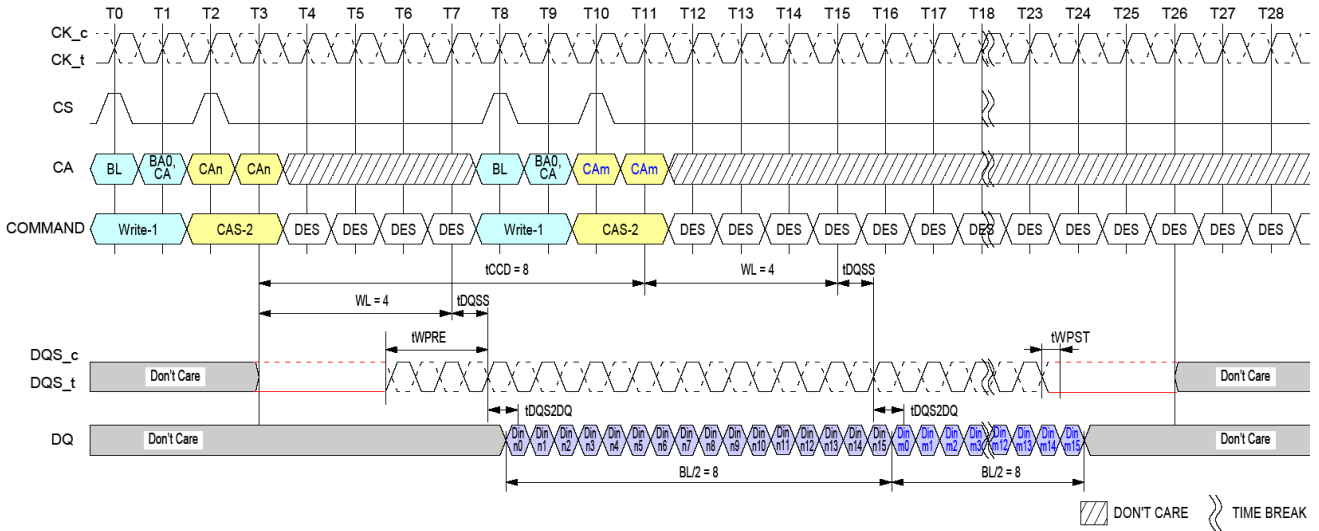 T0 T1 T2 T3 T4 T5 T6 T7 T8 T9 T10 T11 T12 T13 T14 T15 T16 T17 T18 T23 T24 T25 T26 T27 T28
CK_c
CK_t
CS
CA BL BA0, CA CAn CAn BL BA0, CA CAm CAm
COMMAND Write-1 CAS-2 DES DES DES DES Write-1 CAS-2 DES DES DES DES DES DES DES DES DES DES DES DES DES
tCCD = 8 WL = 4 tDQSS
WL = 4 tDQSS
tWPRE tWPST
DQS_c
DQS_t Don't Care Don't Care
tDQS2DQ tDQS2DQ
DQ Don't Care Din n0 Din n1 Din n2 Din n3 Din n4 Din n5 Din n6 Din n7 Din n8 Din n9 Din n10 Din n11 Din n12 Din n13 Din n14 Din n15 Din m0 Din m1 Din m2 Din m3 Din m12 Din m13 Din m14 Din m15 Don't Care
BL/2 = 8 BL/2 = 8
DON'T CARE TIME BREAK